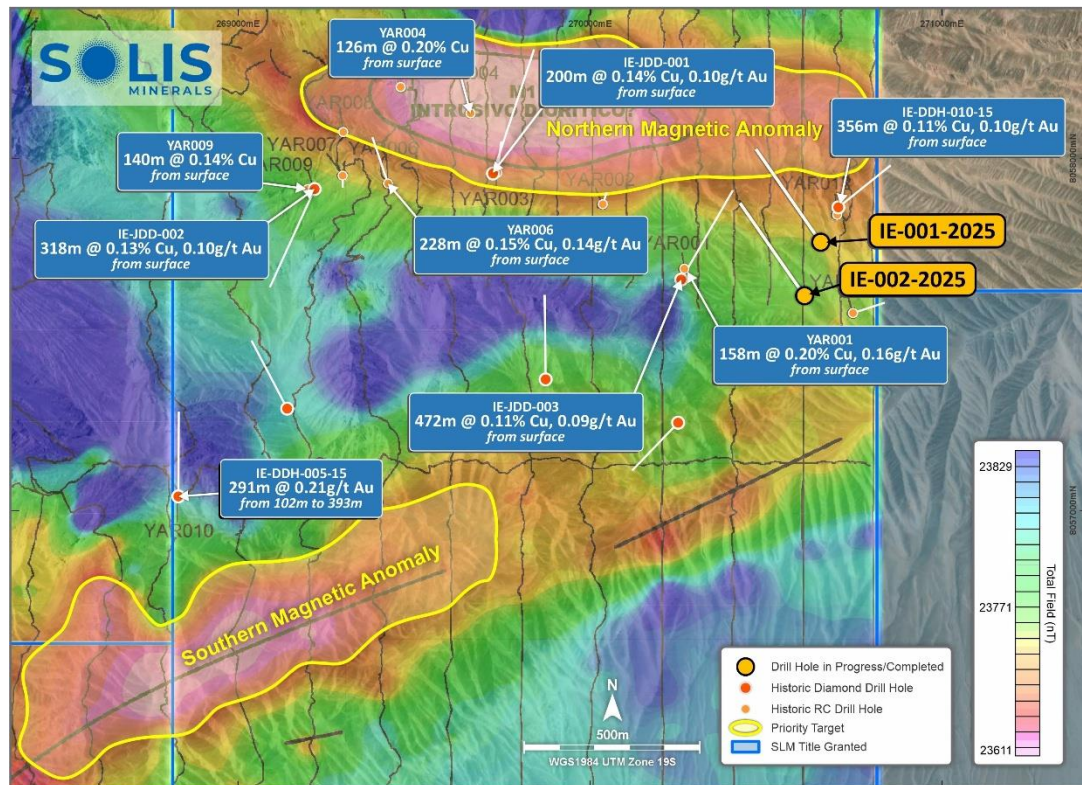 269000mE
270000mE
271000mE
SOLIS
MINERALS
YAR004
126m @ 0.20% Cu
from surface
IE-JDD-001
200m @ 0.14% Cu, 0.10g/t Au
from surface
INTRUSIVO DIORITICO?
Northern Magnetic Anomaly
IE-DDH-010-15
356m @ 0.11% Cu, 0.10g/t Au
from surface
8058000mN
YAR009
140m @ 0.14% Cu
from surface
YAR007
YAR003
IE-JDD-002
318m @ 0.13% Cu, 0.10g/t Au
from surface
YAR006
228m @ 0.15% Cu, 0.14g/t Au
from surface
YAR001
IE-001-2025
IE-002-2025
YAR001
158m @ 0.20% Cu, 0.16g/t Au
from surface
IE-JDD-003
472m @ 0.11% Cu, 0.09g/t Au
from surface
IE-DDH-005-15
291m @ 0.21g/t Au
from 102m to 393m
YAR010
8057000mN
Southern Magnetic Anomaly
23829
23771
23611
Total Field (nT)
Drill Hole in Progress/Completed
Historic Diamond Drill Hole
Historic RC Drill Hole
Priority Target
SLM Title Granted
N
500m
WGS1984 UTM Zone 19S